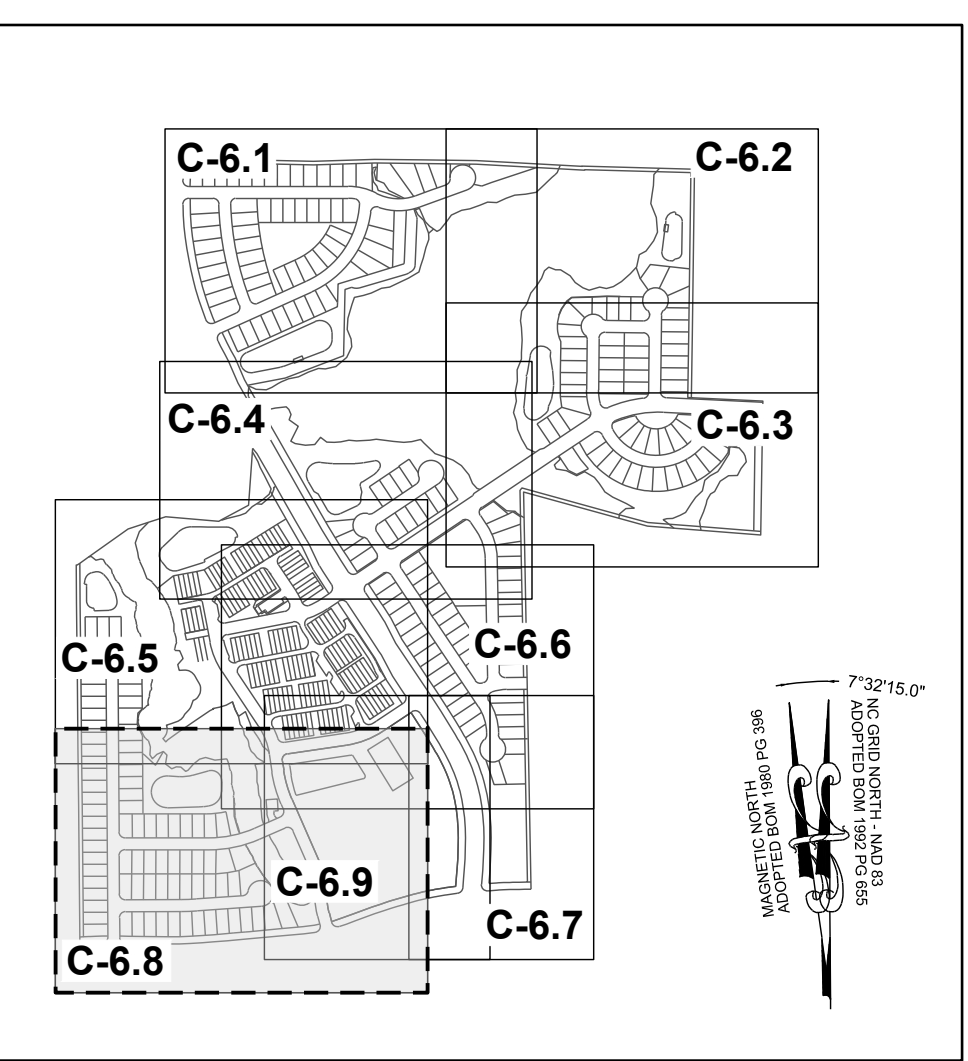 C-6.1
C-6.2
C-6.4
C-6.3
C-6.5
C-6.6
7°32'15.0"
MAGNETIC NORTH
ADOPTED BOM 1980 PG 396
NC GRID NORTH - NAD 83
ADOPTED BOM 1992 PG 655
C-6.9
C-6.7
C-6.8